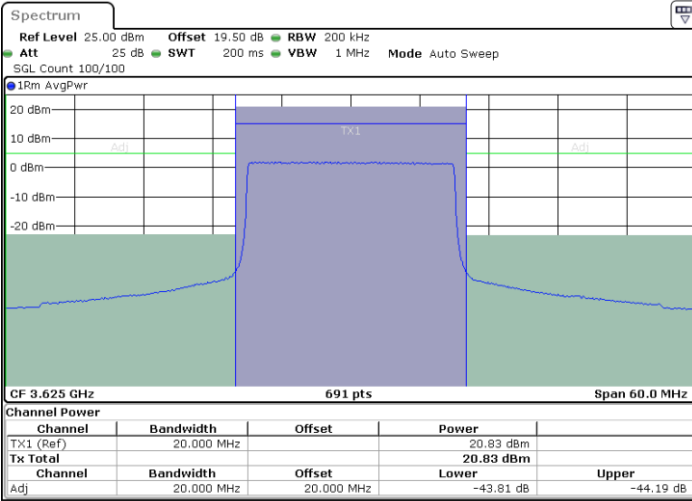 Spectrum
Ref Level 25.00 dBm Offset 19.50 dB RBW 200 kHz
Att 25 dB SWT 200 ms VBW 1 MHz Mode Auto Sweep
SGL Count 100/100
1Rm AvgPwr
20 dBm
TX1
10 dBm
Adj Adj
0 dBm
-10 dBm
-20 dBm
CF 3.625 GHz 691 pts Span 60.0 MHz
Channel Power
Channel Bandwidth Offset Power
TX1 (Ref) 20.000 MHz 20.83 dBm
Tx Total 20.83 dBm
Channel Bandwidth Offset Lower Upper
Adj 20.000 MHz 20.000 MHz -43.81 dB -44.19 dB